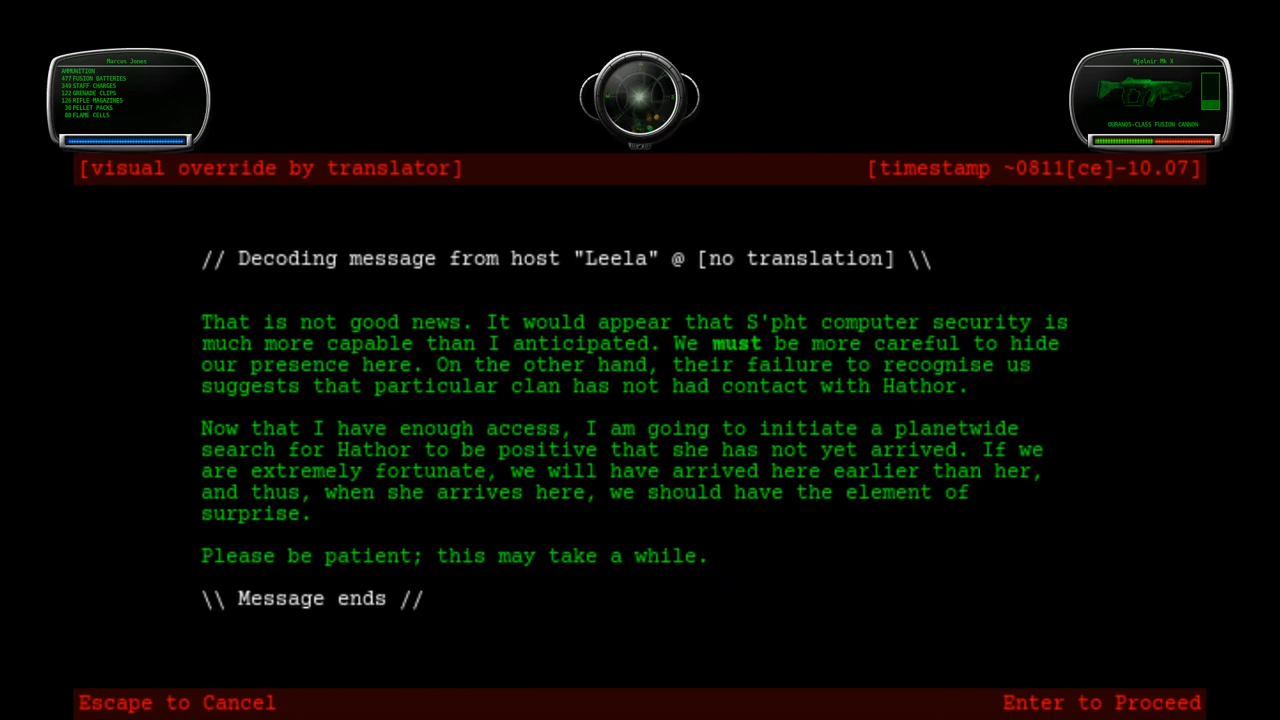 Marcus Jones
AMMUNITION
477 FUSION BATTERIES
349 STAFF CHARGES
122 GRENADE CLIPS
126 RIFLE MAGAZINES
30 PELLET PACKS
80 FLAME CELLS
Mjolnir Mk X
OURANOS-CLASS FUSION CANNON
[visual override by translator] [timestamp ~0811[ce]-10.07]
// Decoding message from host "Leela" @ [no translation] \\
That is not good news. It would appear that S'pht computer security is
much more capable than I anticipated. We must be more careful to hide
our presence here. On the other hand, their failure to recognise us
suggests that particular clan has not had contact with Hathor.
Now that I have enough access, I am going to initiate a planetwide
search for Hathor to be positive that she has not yet arrived. If we
are extremely fortunate, we will have arrived here earlier than her,
and thus, when she arrives here, we should have the element of
surprise.
Please be patient; this may take a while.
\\ Message ends //
Escape to Cancel Enter to Proceed